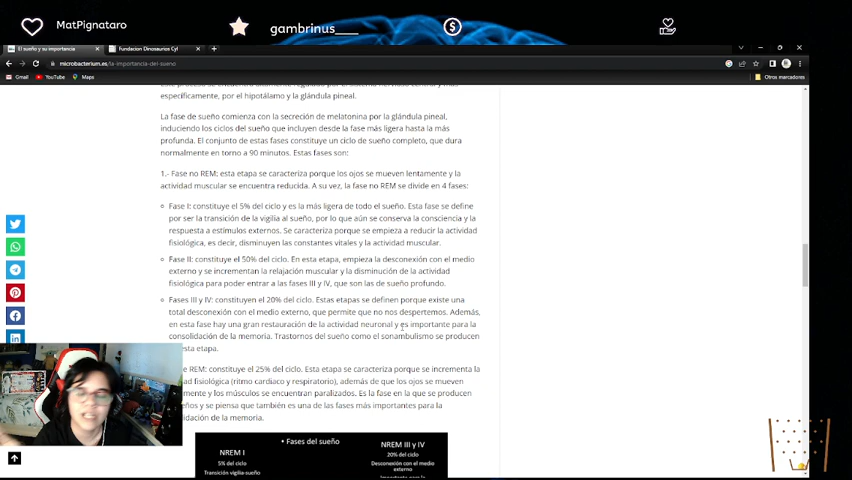 MatPignataro
gambrinus____
El sueño y su importancia
Fundacion Dinosaurios Cyl
microbacterium.es/la-importancia-del-sueno
Gmail
YouTube
Maps
Otros marcadores
específicamente, por el hipotálamo y la glándula pineal.
La fase de sueño comienza con la secreción de melatonina por la glándula pineal,
induciendo los ciclos del sueño que incluyen desde la fase más ligera hasta la más
profunda. El conjunto de estas fases constituye un ciclo de sueño completo, que dura
normalmente en torno a 90 minutos. Estas fases son:
1.- Fase no REM; esta etapa se caracteriza porque los ojos se mueven lentamente y la
actividad muscular se encuentra reducida. A su vez, la fase no REM se divide en 4 fases:
Fase I: constituye el 5% del ciclo y es la más ligera de todo el sueño. Esta fase se define
por ser la transición de la vigilia al sueño, por lo que aún se conserva la consciencia y la
respuesta a estímulos externos. Se caracteriza porque se empieza a reducir la actividad
fisiológica, es decir, disminuyen las constantes vitales y la actividad muscular.
Fase II: constituye el 50% del ciclo. En esta etapa, empieza la desconexión con el medio
externo y se incrementan la relajación muscular y la disminución de la actividad
fisiológica para poder entrar a las fases III y IV, que son las de sueño profundo.
Fases III y IV: constituyen el 20% del ciclo. Estas etapas se definen porque existe una
total desconexión con el medio externo, que permite que no nos despertemos. Además,
en esta fase hay una gran restauración de la actividad neuronal y es importante para la
consolidación de la memoria. Trastornos del sueño como el sonambulismo se producen
esta etapa.
REM: constituye el 25% del ciclo. Esta etapa se caracteriza porque se incrementa la
fisiológica (ritmo cardiaco y respiratorio), además de que los ojos se mueven
y los músculos se encuentran paralizados. Es la fase en la que se producen
y se piensa que también es una de las fases más importantes para la
de la memoria.
• Fases del sueño
NREM I
5% del ciclo
Transición vigilia-sueño
NREM III y IV
20% del ciclo
Desconexión con el medio
externo